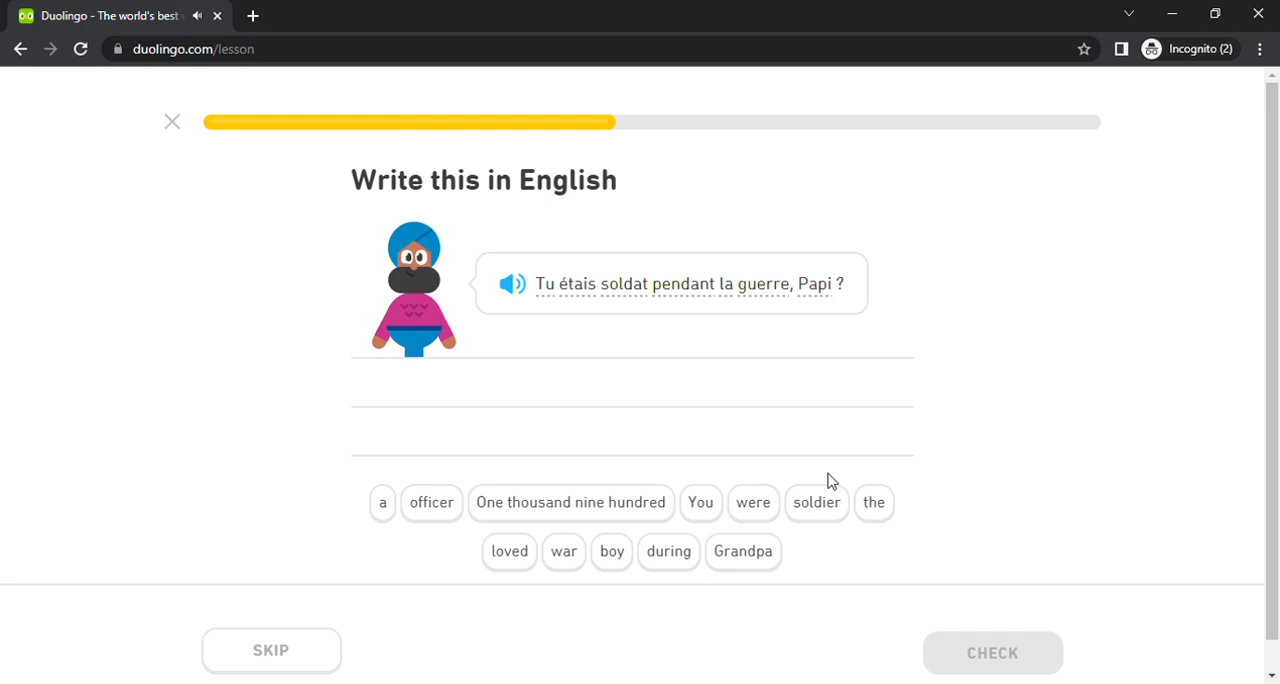 Duolingo - The world's best
duolingo.com/lesson
Incognito (2)
Write this in English
Tu étais soldat pendant la guerre, Papi ?
a officer One thousand nine hundred You were soldier the
loved war boy during Grandpa
SKIP
CHECK